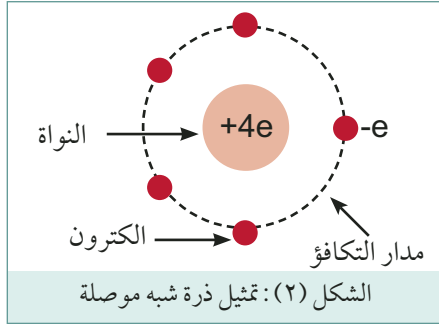 +4e
-e
النواة
الكترون
مدار التكافؤ
الشكل (٢): تمثيل ذرة شبه موصلة